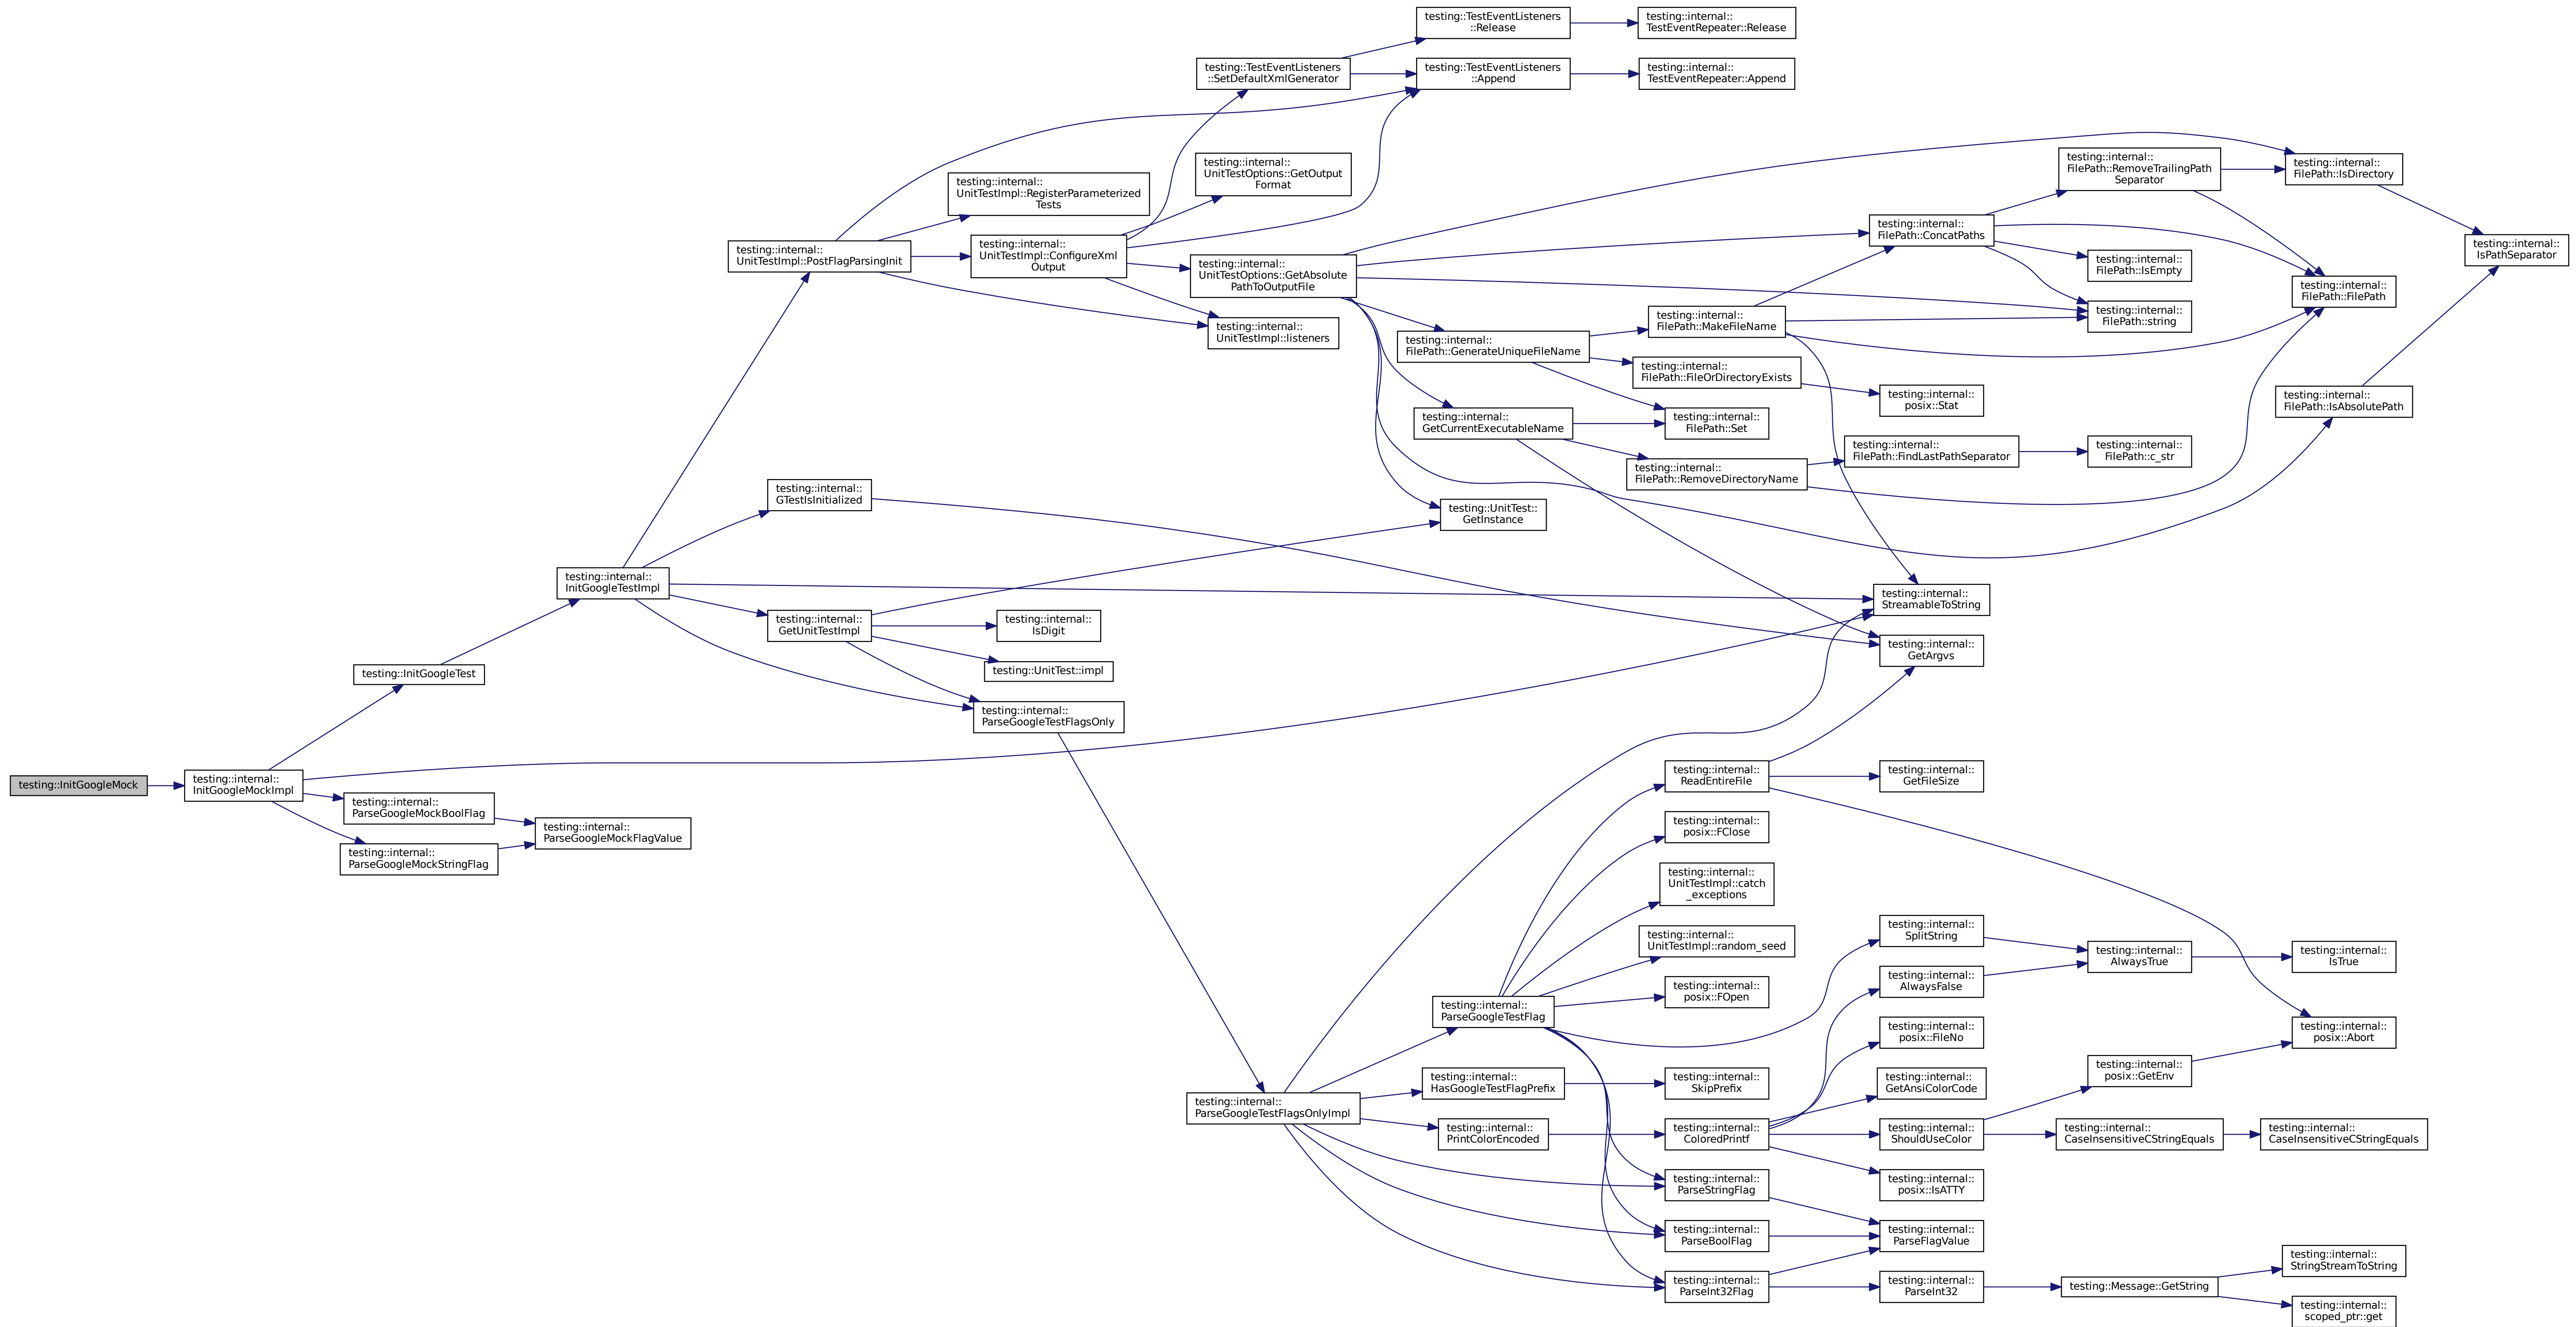 testing::InitGoogleMock
testing::internal::
InitGoogleMockImpl
testing::InitGoogleTest
testing::internal::
ParseGoogleMockBoolFlag
testing::internal::
ParseGoogleMockStringFlag
testing::internal::
ParseGoogleMockFlagValue
testing::internal::
InitGoogleTestImpl
testing::internal::
UnitTestImpl::PostFlagParsingInit
testing::internal::
GTestIsInitialized
testing::internal::
GetUnitTestImpl
testing::internal::
UnitTestImpl::RegisterParameterized
Tests
testing::internal::
UnitTestImpl::ConfigureXml
Output
testing::internal::
IsDigit
testing::UnitTest::impl
testing::internal::
ParseGoogleTestFlagsOnly
testing::TestEventListeners
::SetDefaultXmlGenerator
testing::internal::
UnitTestOptions::GetOutput
Format
testing::internal::
UnitTestOptions::GetAbsolute
PathToOutputFile
testing::internal::
UnitTestImpl::listeners
testing::internal::
ParseGoogleTestFlagsOnlyImpl
testing::TestEventListeners
::Release
testing::TestEventListeners
::Append
testing::internal::
FilePath::GenerateUniqueFileName
testing::internal::
GetCurrentExecutableName
testing::UnitTest::
GetInstance
testing::internal::
ParseGoogleTestFlag
testing::internal::
HasGoogleTestFlagPrefix
testing::internal::
PrintColorEncoded
testing::internal::
TestEventRepeater::Release
testing::internal::
TestEventRepeater::Append
testing::internal::
FilePath::MakeFileName
testing::internal::
FilePath::FileOrDirectoryExists
testing::internal::
FilePath::Set
testing::internal::
FilePath::RemoveDirectoryName
testing::internal::
ReadEntireFile
testing::internal::
posix::FClose
testing::internal::
UnitTestImpl::catch
_exceptions
testing::internal::
UnitTestImpl::random_seed
testing::internal::
posix::FOpen
testing::internal::
SkipPrefix
testing::internal::
ColoredPrintf
testing::internal::
ParseStringFlag
testing::internal::
ParseBoolFlag
testing::internal::
ParseInt32Flag
testing::internal::
FilePath::ConcatPaths
testing::internal::
posix::Stat
testing::internal::
FilePath::FindLastPathSeparator
testing::internal::
StreamableToString
testing::internal::
GetArgvs
testing::internal::
GetFileSize
testing::internal::
SplitString
testing::internal::
AlwaysFalse
testing::internal::
posix::FileNo
testing::internal::
GetAnsiColorCode
testing::internal::
ShouldUseColor
testing::internal::
posix::IsATTY
testing::internal::
ParseFlagValue
testing::internal::
ParseInt32
testing::internal::
FilePath::RemoveTrailingPath
Separator
testing::internal::
FilePath::IsEmpty
testing::internal::
FilePath::string
testing::internal::
FilePath::c_str
testing::internal::
AlwaysTrue
testing::internal::
posix::GetEnv
testing::internal::
CaseInsensitiveCStringEquals
testing::Message::GetString
testing::internal::
FilePath::IsDirectory
testing::internal::
FilePath::FilePath
testing::internal::
FilePath::IsAbsolutePath
testing::internal::
IsTrue
testing::internal::
posix::Abort
testing::internal::
CaseInsensitiveCStringEquals
testing::internal::
StringStreamToString
testing::internal::
scoped_ptr::get
testing::internal::
IsPathSeparator